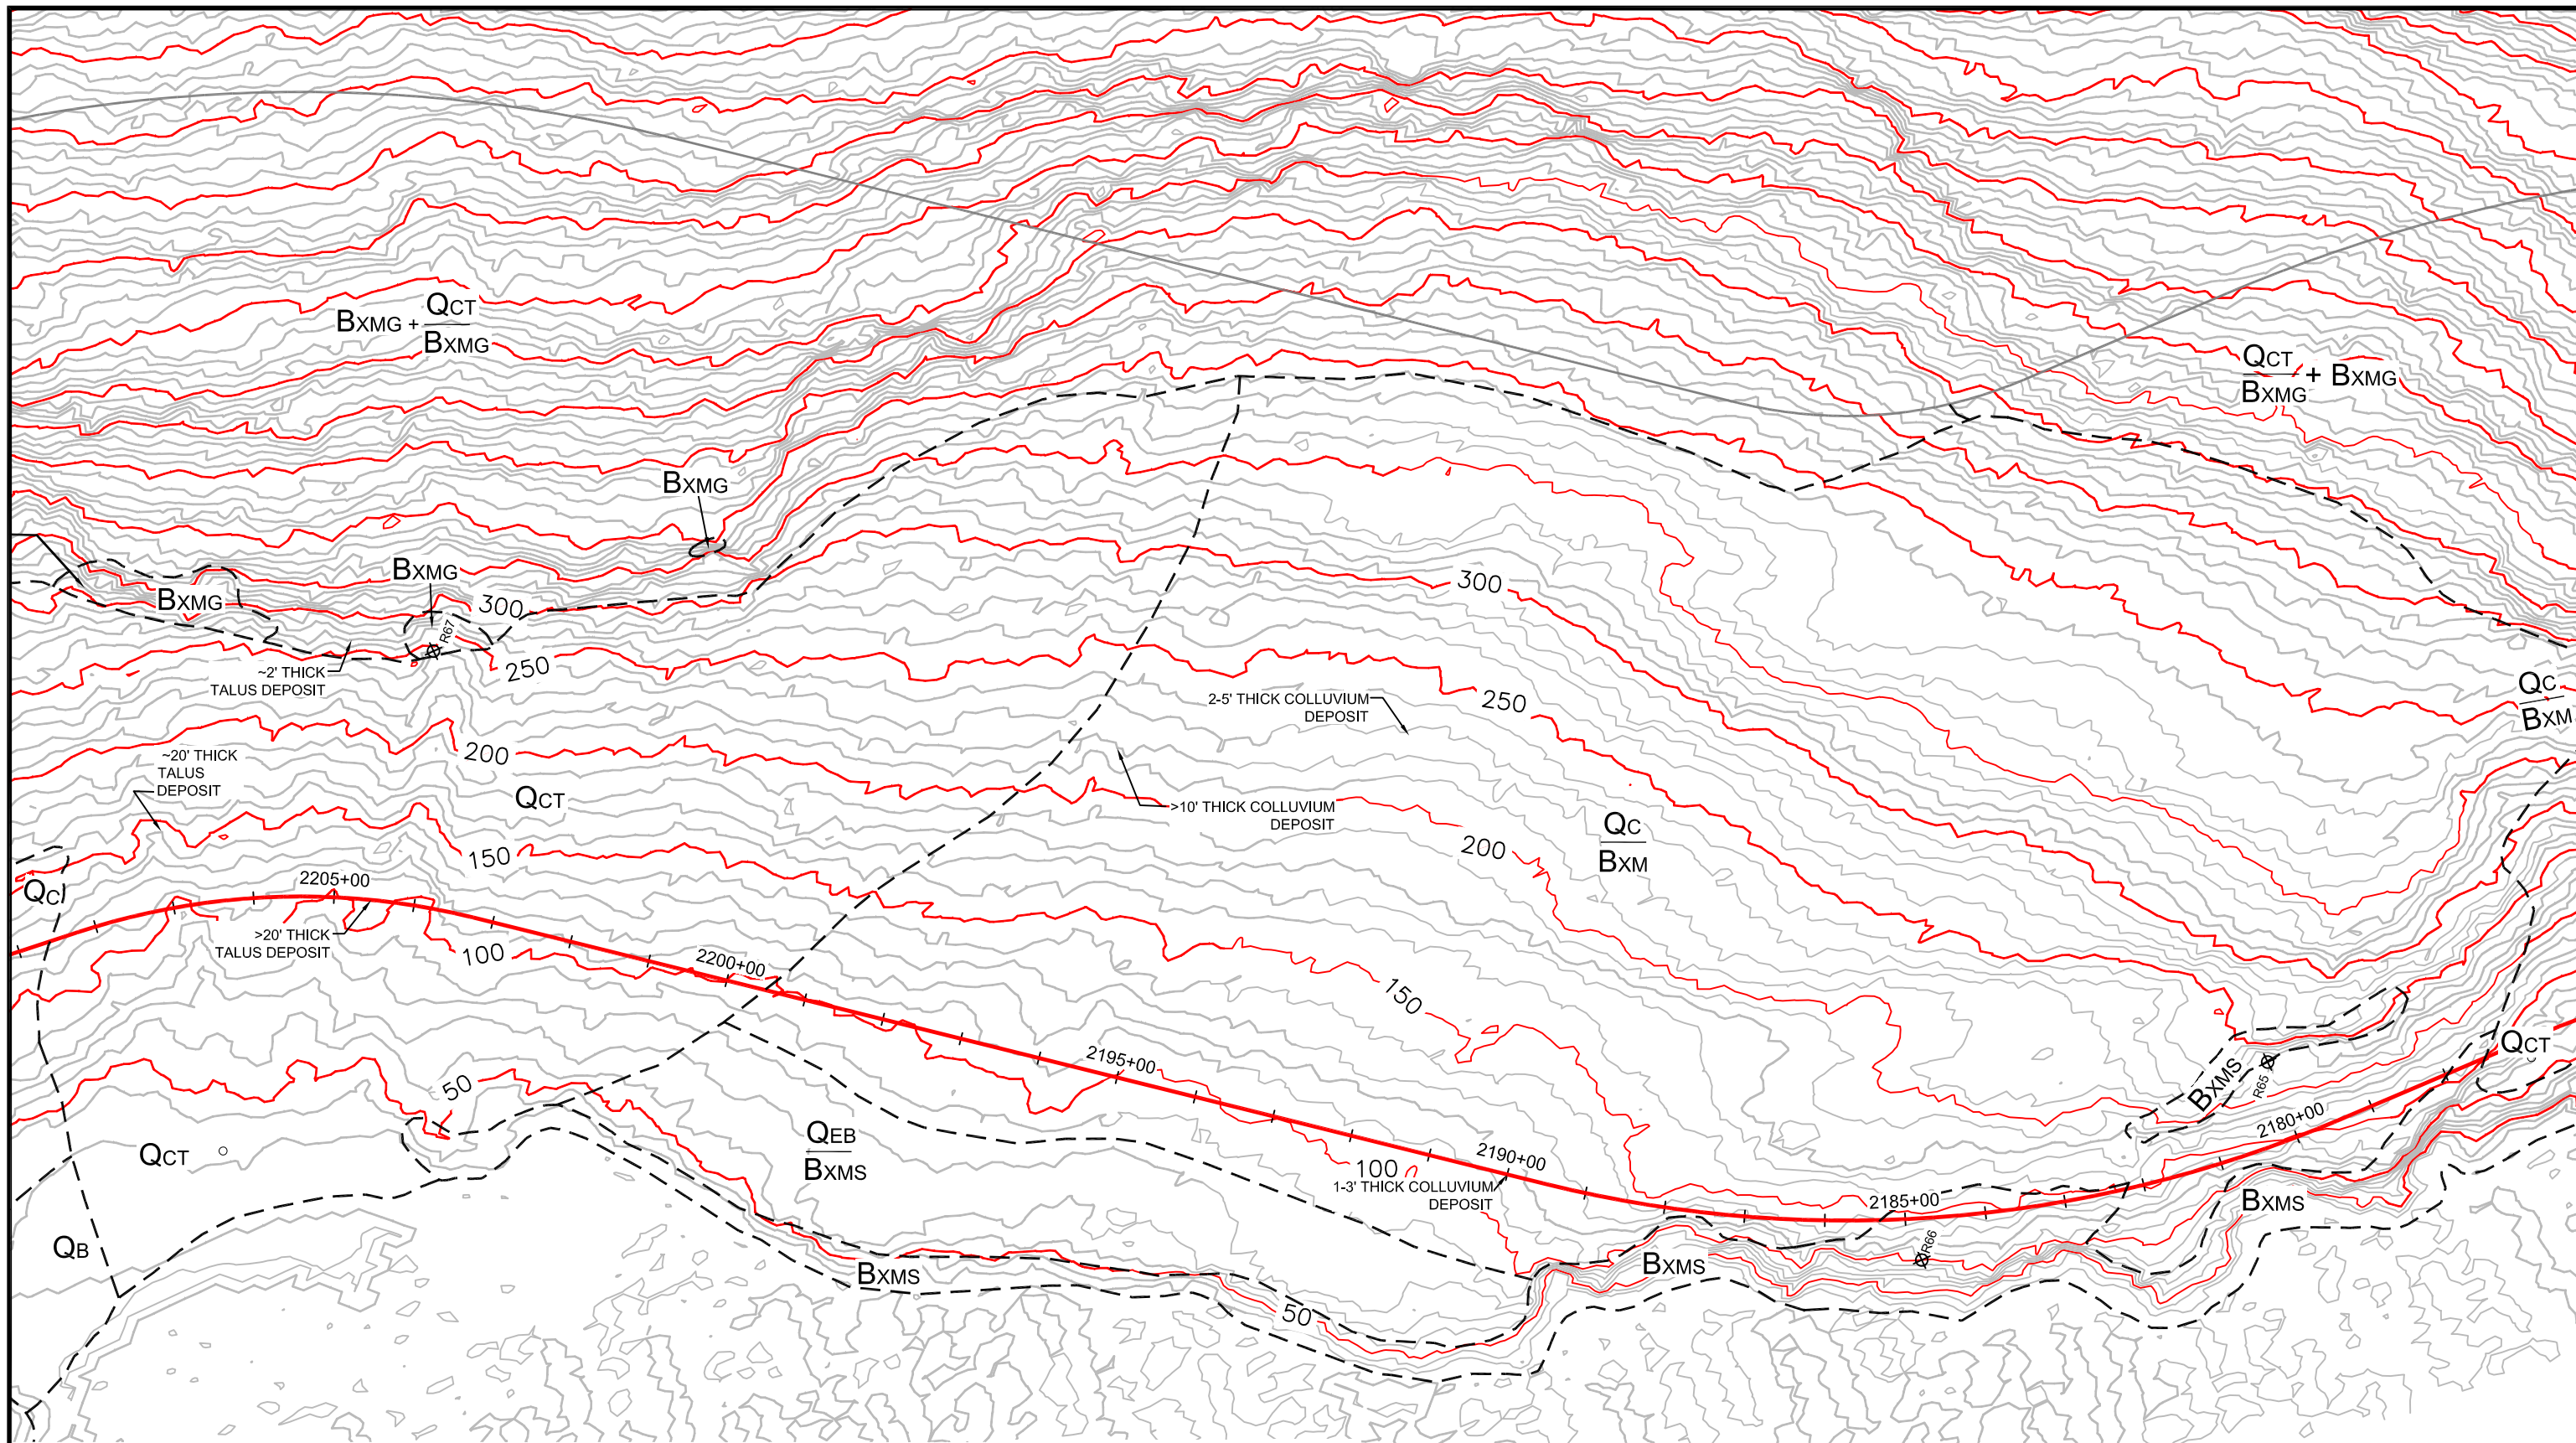 QCT
BXMG +
BXMG
QCT
+ BXMG
BXMG
BXMG
BXMG
BXMG
300
R67
250
~2' THICK
TALUS DEPOSIT
300
250
2-5' THICK COLLUVIUM
DEPOSIT
QC
BXM
200
~20' THICK
TALUS
DEPOSIT
QCT
>10' THICK COLLUVIUM
DEPOSIT
QC
BXM
200
150
QCl
2205+00
>20' THICK
TALUS DEPOSIT
100
2200+00
150
2195+00
50
QCT
QEB
BXMS
QB
BXMS
50
100
2190+00
1-3' THICK COLLUVIUM
DEPOSIT
BXMS
2185+00
R66
BXMS
R65
2180+00
QCT
BXMS